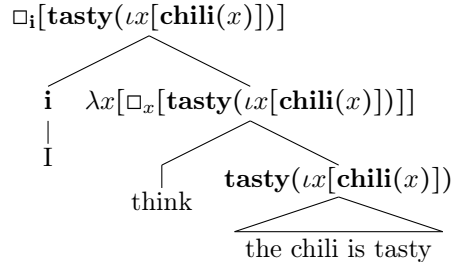 □i[tasty(ιx[chili(x)])]
i λx[□x[tasty(ιx[chili(x)])]]
I
think
tasty(ιx[chili(x)])
the chili is tasty